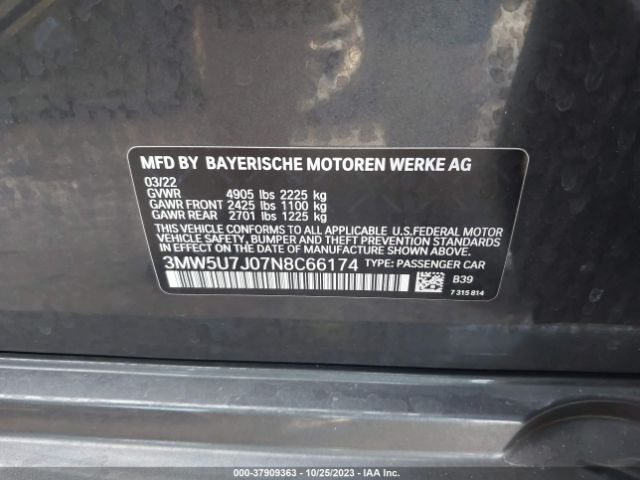 MFD BY BAYERISCHE MOTOREN WERKE AG
03/22
GVWR 4905 lbs 2225 kg
GAWR FRONT 2425 lbs 1100 kg
GAWR REAR 2701 lbs 1225 kg
THIS VEHICLE CONFORMS TO ALL APPLICABLE U.S.FEDERAL MOTOR
VEHICLE SAFETY, BUMPER AND THEFT PREVENTION STANDARDS
IN EFFECT ON THE DATE OF MANUFACTURE SHOWN ABOVE.
3MW5U7J07N8C66174 TYPE: PASSENGER CAR
B39
7 315 814
000-37909363 - 10/25/2023 - IAA Inc.